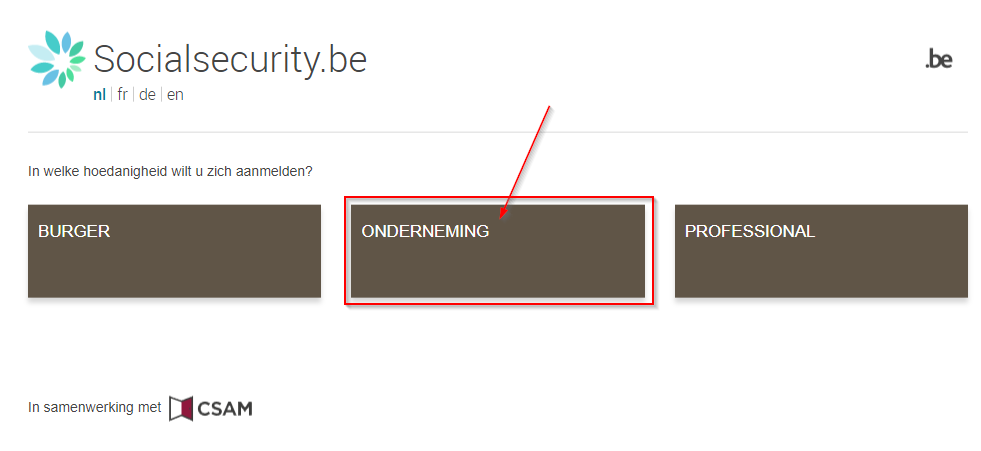 Socialsecurity.be
.be
nl | fr | de | en
In welke hoedanigheid wilt u zich aanmelden?
BURGER
ONDERNEMING
PROFESSIONAL
In samenwerking met CSAM